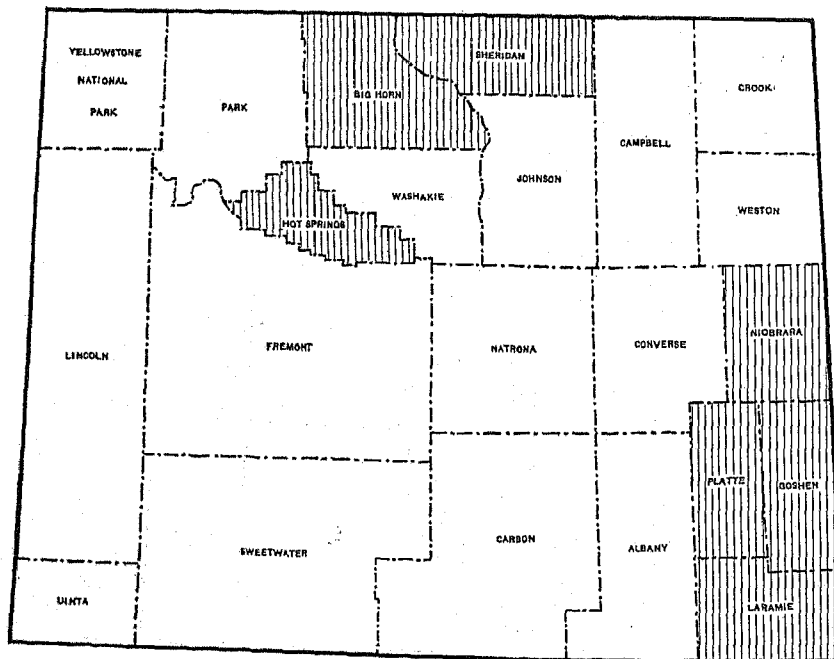 YELLOWSTONE
NATIONAL
PARK
PARK
BIG HORN
SHERIDAN
CAMPBELL
CROOK
JOHNSON
WASHAKIE
WESTON
HOT SPRINGS
LINCOLN
FREMONT
NATRONA
CONVERSE
NIOBRARA
PLATTE
GOSHEN
SWEETWATER
CARBON
ALBANY
UINTA
LARAMIE